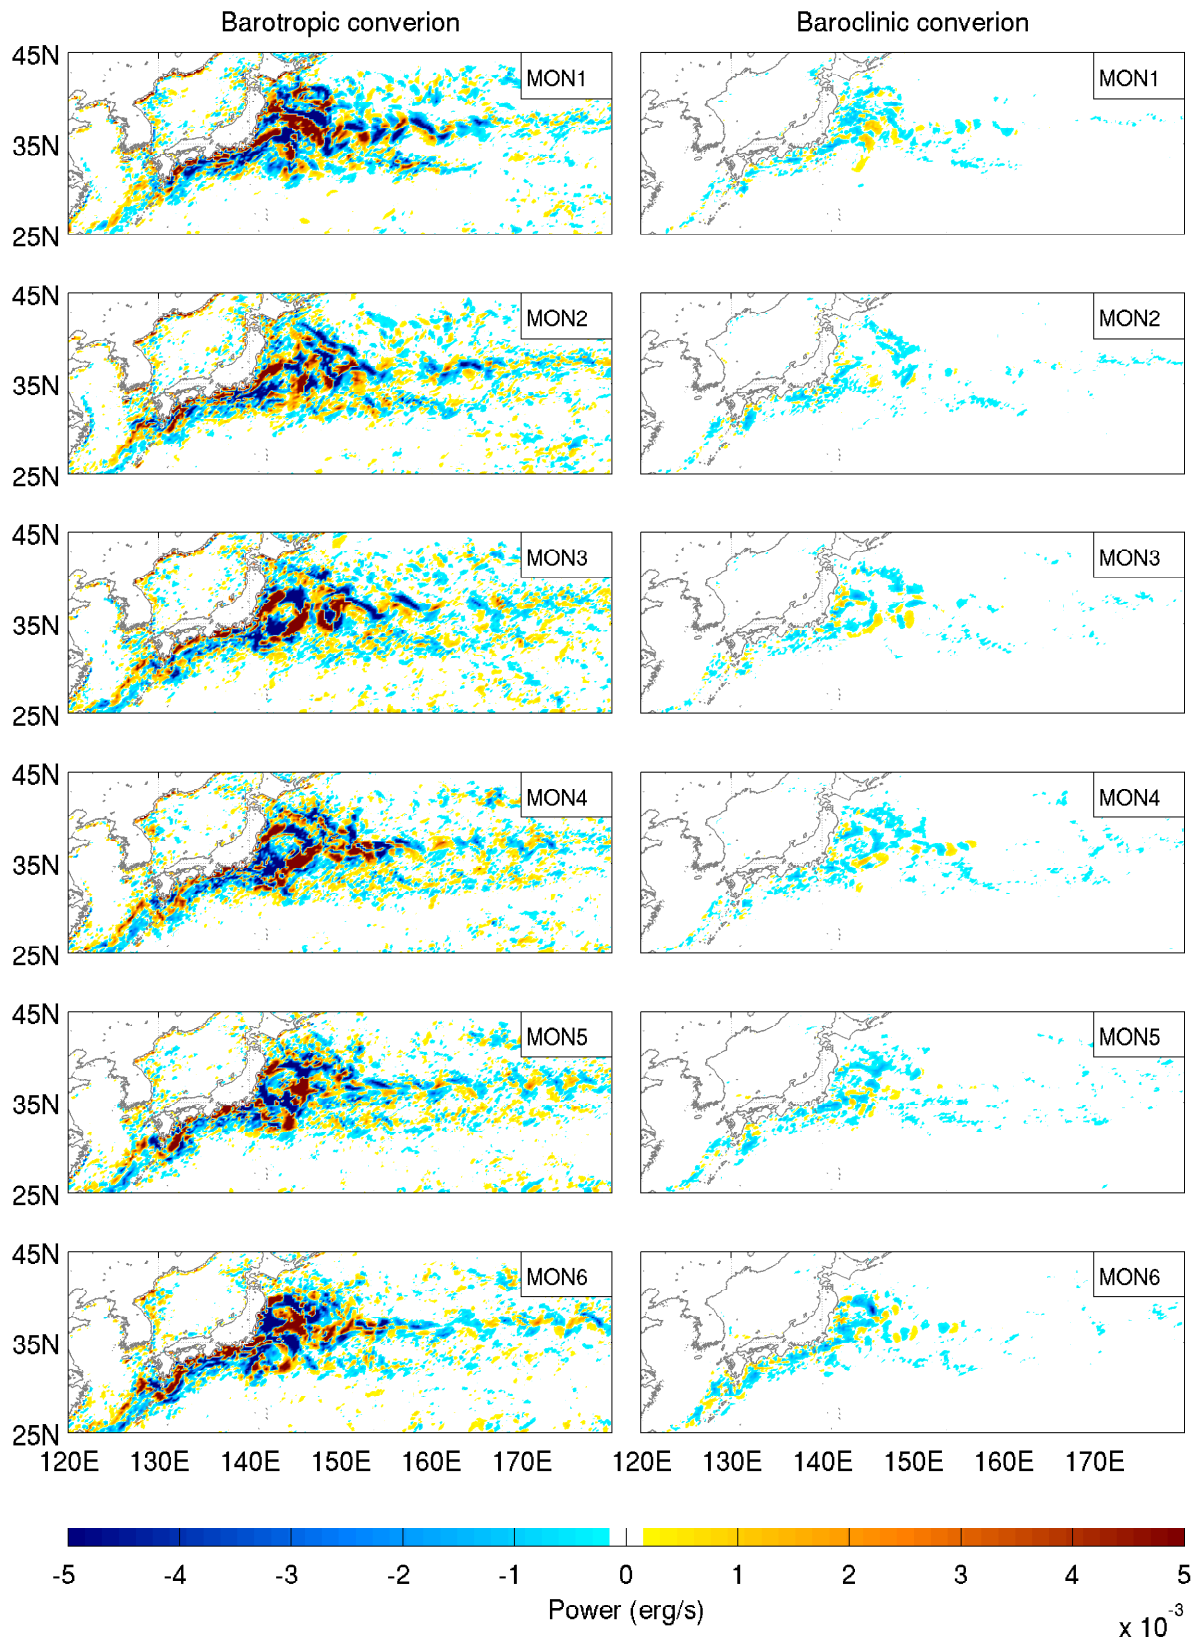 Barotropic converion Baroclinic converion
45N MON1 MON1
35N
25N
45N MON2 MON2
35N
25N
45N MON3 MON3
35N
25N
45N MON4 MON4
35N
25N
45N MON5 MON5
35N
25N
45N MON6 MON6
35N
25N
120E 130E 140E 150E 160E 170E 120E 130E 140E 150E 160E 170E
-5 -4 -3 -2 -1 0 1 2 3 4 5
Power (erg/s)
x 10⁻³